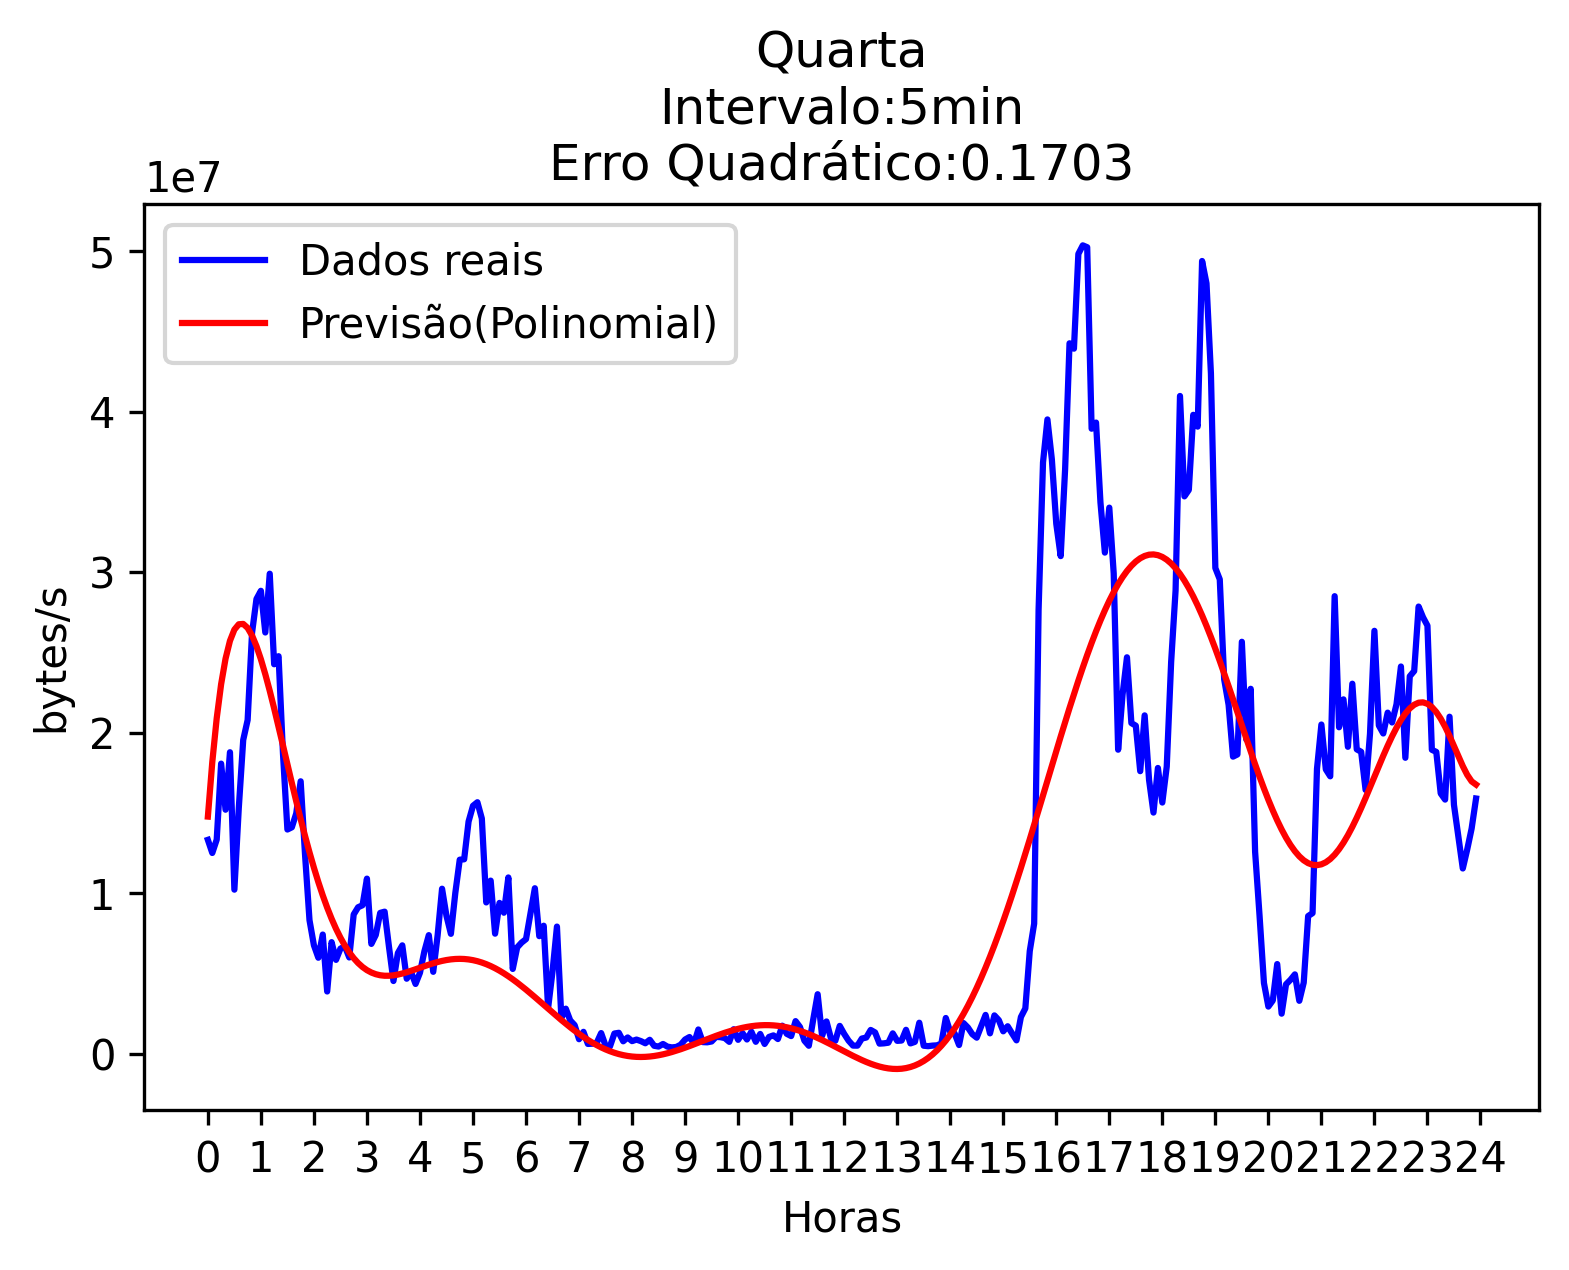 Quarta
Intervalo:5min
Erro Quadrático:0.1703
1e7
Dados reais
Previsão(Polinomial)
5
4
3
2
1
0
bytes/s
0 1 2 3 4 5 6 7 8 9 10 11 12 13 14 15 16 17 18 19 20 21 22 23 24
Horas